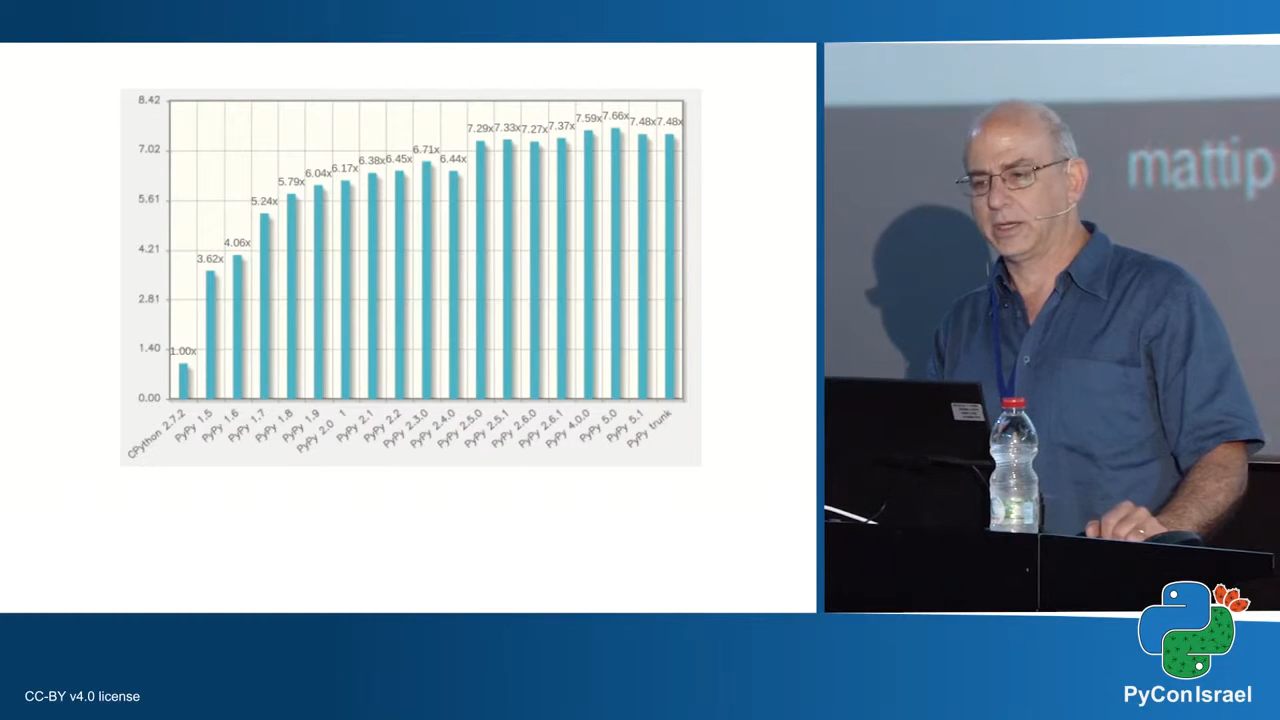 8.42
7.02
5.61
4.21
2.81
1.40
0.00
1.00x
3.62x
4.06x
5.24x
5.79x
6.04x
6.17x
6.38x
6.45x
6.71x
6.44x
7.29x
7.33x
7.27x
7.37x
7.59x
7.66x
7.48x
7.48x
CPython 2.7.2
PyPy 1.5
PyPy 1.6
PyPy 1.7
PyPy 1.8
PyPy 1.9
PyPy 2.0
1
PyPy 2.1
PyPy 2.2
PyPy 2.3.0
PyPy 2.4.0
PyPy 2.5.0
PyPy 2.5.1
PyPy 2.6.0
PyPy 2.6.1
PyPy 4.0.0
PyPy 5.0
PyPy 5.1
PyPy trunk
mattip
CC-BY v4.0 license
PyConIsrael